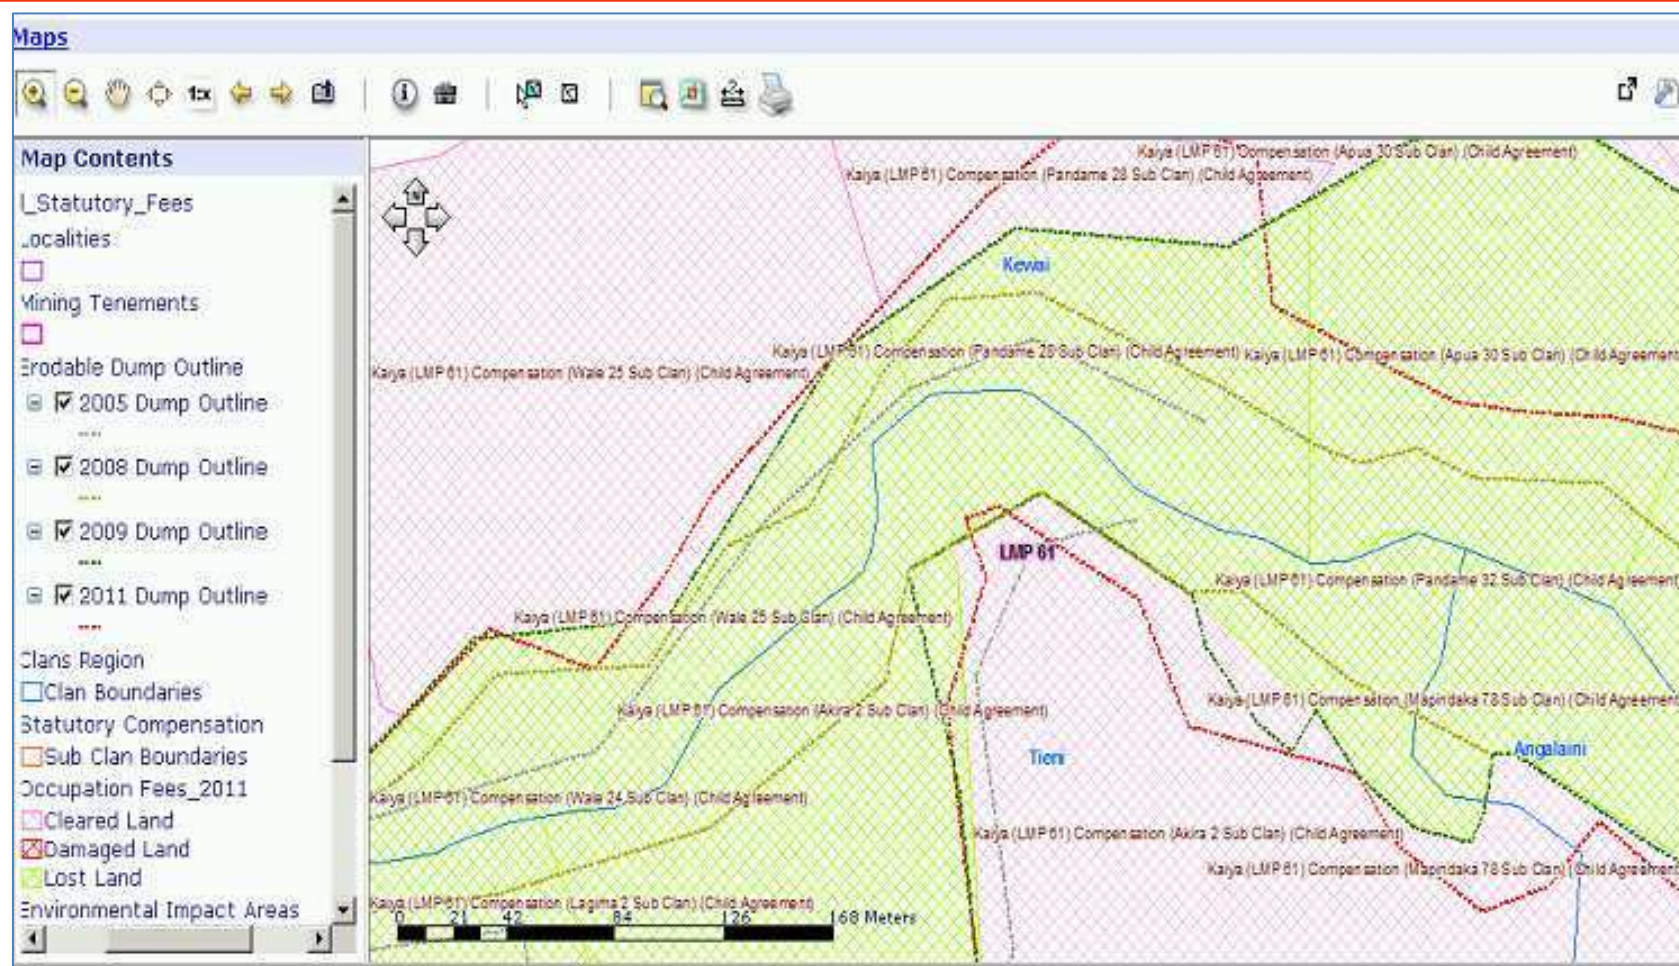 Maps
1:x
Map Contents
l_Statutory_Fees
Localities
Mining Tenements
Erodable Dump Outline
2005 Dump Outline
2008 Dump Outline
2009 Dump Outline
2011 Dump Outline
Clans Region
Clan Boundaries
Statutory Compensation
Sub Clan Boundaries
Occupation Fees_2011
Cleared Land
Damaged Land
Lost Land
Environmental Impact Areas
N
Kaiya (LMP 61) Compensation (Apua 30 Sub Clan) (Child Agreement)
Kaiya (LMP 61) Compensation (Pandame 28 Sub Clan) (Child Agreement)
Kewai
Kaiya (LMP 61) Compensation (Pandame 28 Sub Clan) (Child Agreement)
Kaiya (LMP 61) Compensation (Apua 30 Sub Clan) (Child Agreement
Kaiya (LMP 61) Compensation (Wale 25 Sub Clan) (Child Agreement)
LMP 61
Kaiya (LMP 61) Compensation (Pandame 32 Sub Clan) (Child Agreement
Kaiya (LMP 61) Compensation (Wale 25 Sub Clan) (Child Agreement)
Kaiya (LMP 61) Compensation (Mapindaka 78 Sub Clan) (Child Agreement
Kaiya (LMP 61) Compensation (Akira 2 Sub Clan) (Child Agreement)
Angalaini
Tieni
Kaiya (LMP 61) Compensation (Wale 24 Sub Clan) (Child Agreement)
Kaiya (LMP 61) Compensation (Akira 2 Sub Clan) (Child Agreement)
Kaiya (LMP 61) Compensation (Mapindaka 78 Sub Clan) (Child Agreement
Kaiya (LMP 61) Compensation (Lagima 2 Sub Clan) (Child Agreement)
0 21 42 84 126 168 Meters